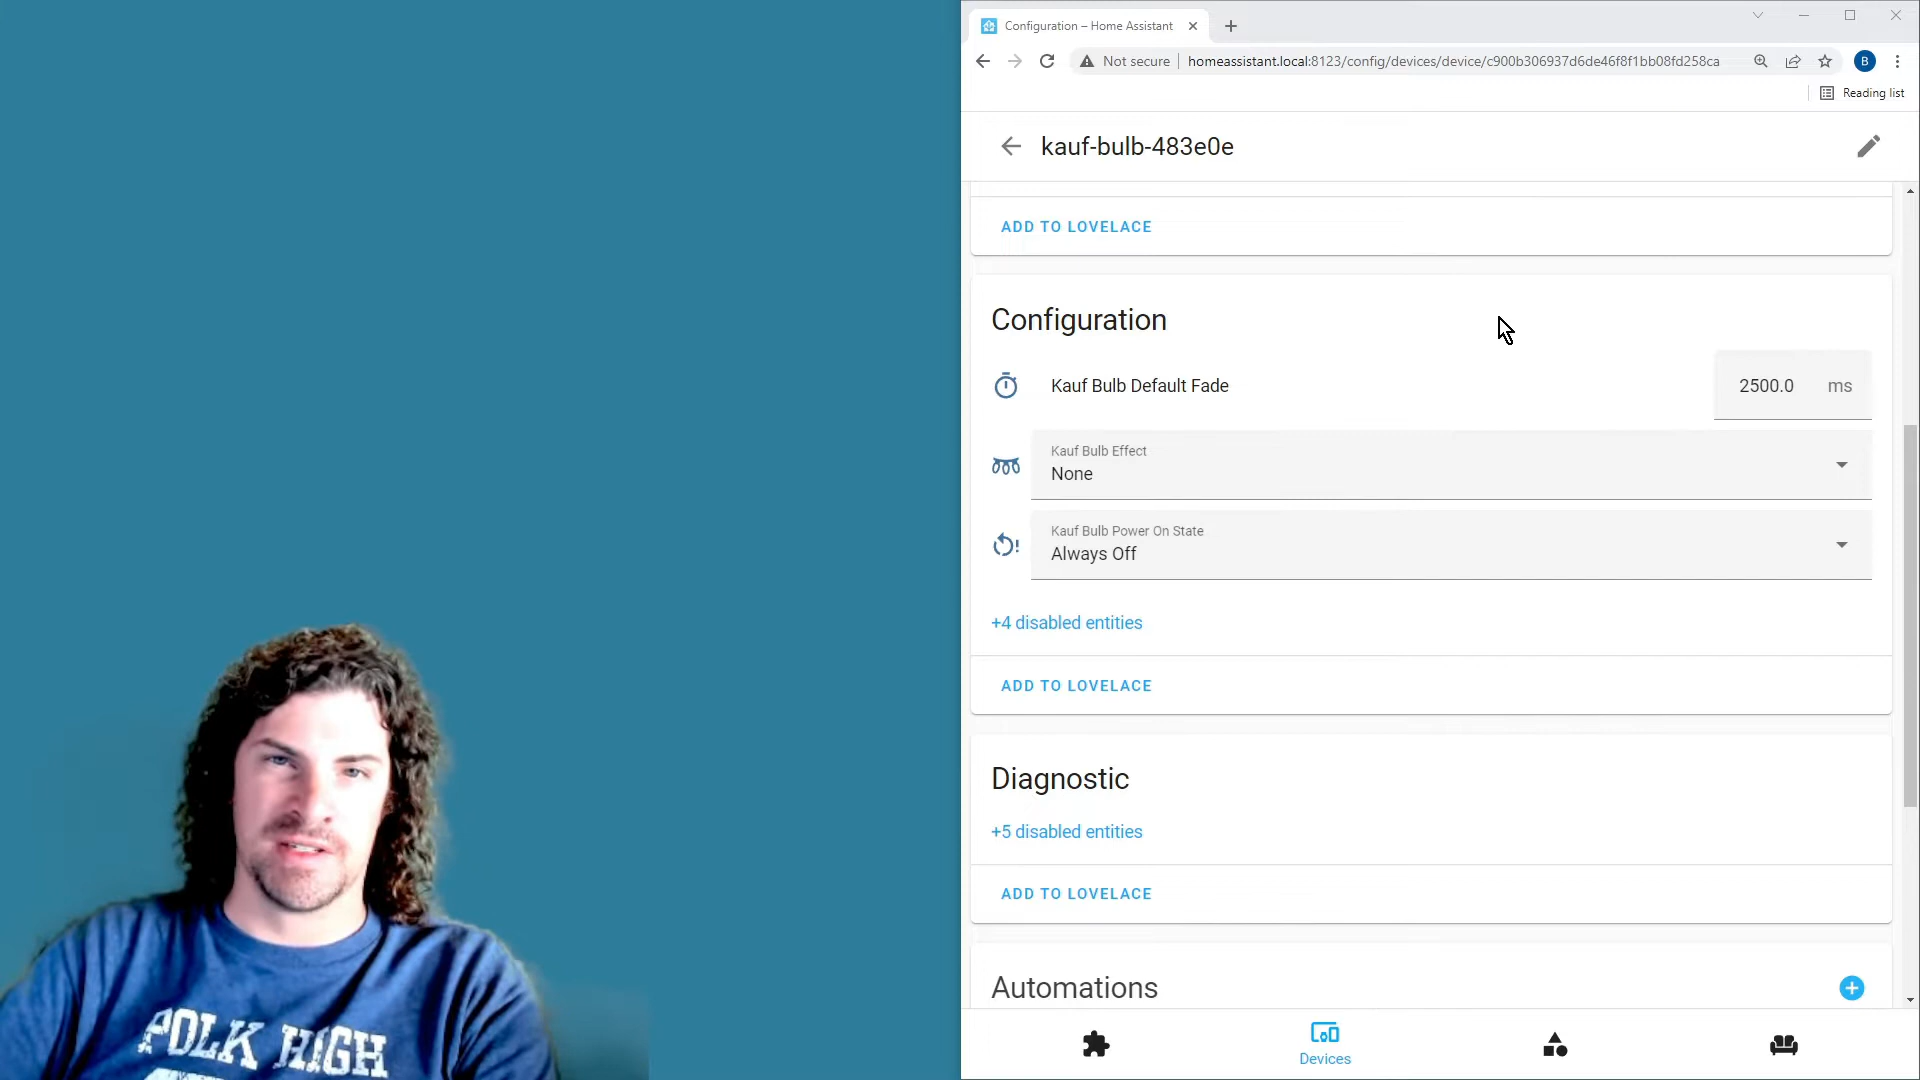 Configuration – Home Assistant
Not secure
homeassistant.local:8123/config/devices/device/c900b306937d6de46f8f1bb08fd258ca
B
Reading list
kauf-bulb-483e0e
ADD TO LOVELACE
Configuration
Kauf Bulb Default Fade
2500.0 ms
Kauf Bulb Effect
None
Kauf Bulb Power On State
Always Off
+4 disabled entities
ADD TO LOVELACE
Diagnostic
+5 disabled entities
ADD TO LOVELACE
Automations
Devices
POLK HIGH